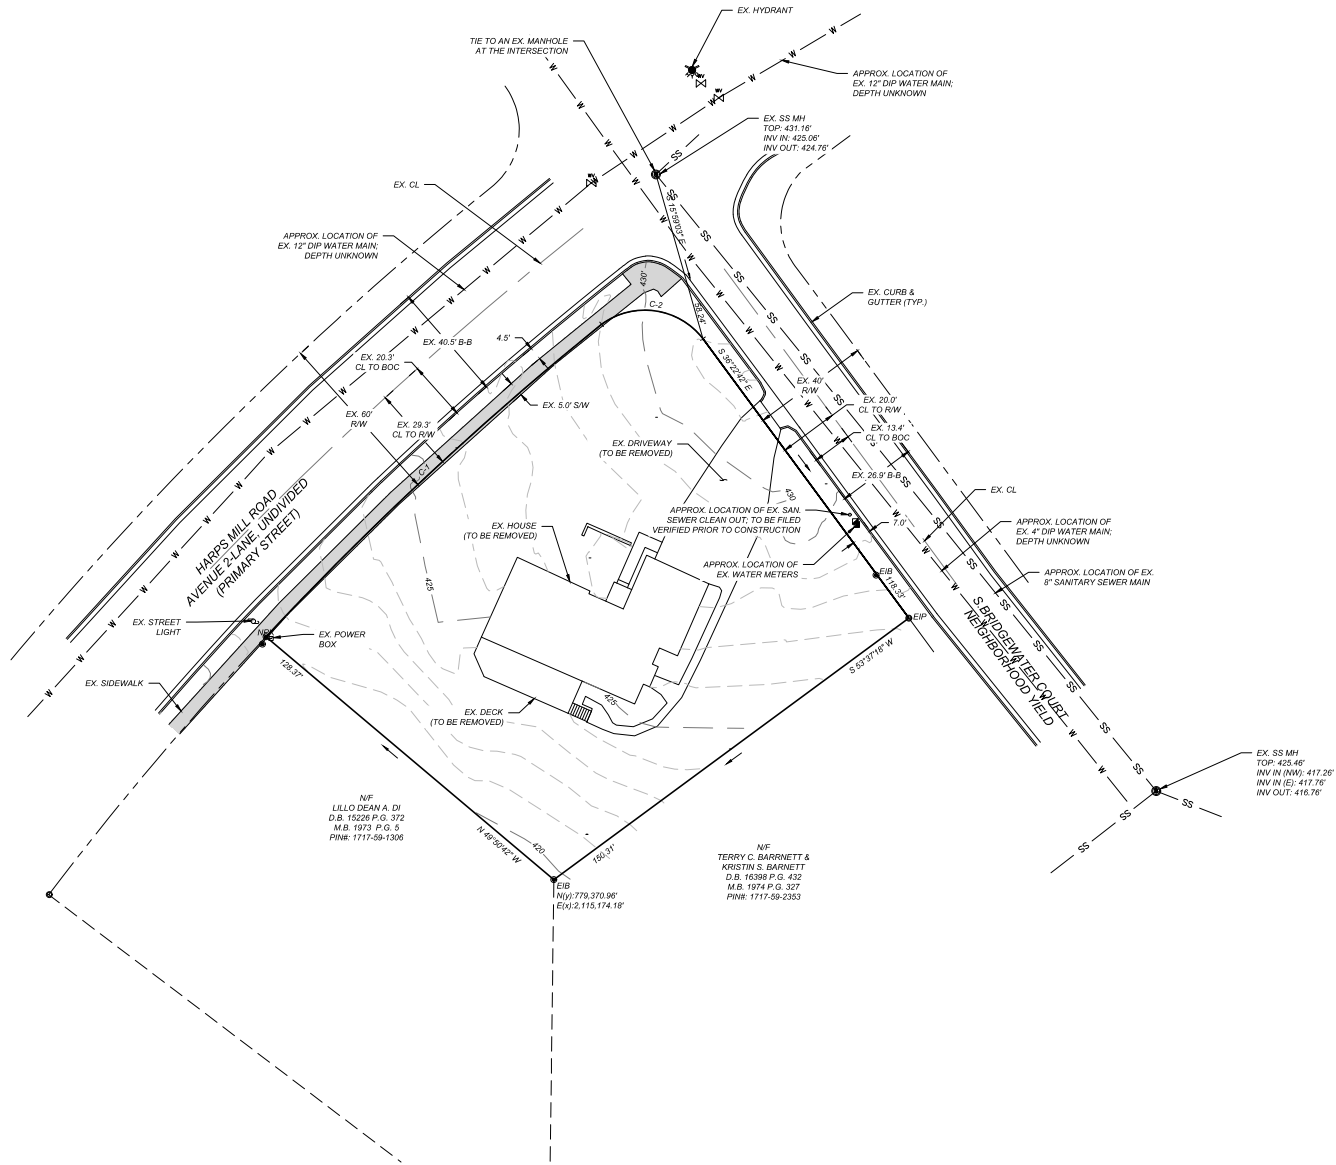 EX. HYDRANT
TIE TO AN EX. MANHOLE
AT THE INTERSECTION
APPROX. LOCATION OF
EX. 12" DIP WATER MAIN;
DEPTH UNKNOWN
EX. SS MH
TOP: 431.16'
INV IN: 425.06'
INV OUT: 424.76'
EX. CL
APPROX. LOCATION OF
EX. 12" DIP WATER MAIN;
DEPTH UNKNOWN
S 15°59'03" E
58.24'
430'
C-2
EX. CURB &
GUTTER (TYP.)
4.5'
EX. 40.5' B-B
EX. 20.3'
CL TO BOC
EX. 60'
R/W
EX. 29.3'
CL TO R/W
EX. 5.0' S/W
C-1
S 36°22'42" E
EX. 40'
R/W
EX. 20.0'
CL TO R/W
EX. 13.4'
CL TO BOC
EX. 26.9' B-B
EX. DRIVEWAY
(TO BE REMOVED)
430
EX. CL
HARPS MILL ROAD
AVENUE 2-LANE, UNDIVIDED
(PRIMARY STREET)
APPROX. LOCATION OF EX. SAN.
SEWER CLEAN OUT; TO BE FILED
VERIFIED PRIOR TO CONSTRUCTION
7.0'
EX. HOUSE
(TO BE REMOVED)
APPROX. LOCATION OF
EX. 4" DIP WATER MAIN;
DEPTH UNKNOWN
APPROX. LOCATION OF
EX. WATER METERS
EIB
118.33'
APPROX. LOCATION OF EX.
8" SANITARY SEWER MAIN
425
EIP
S BRIDGEWATER COURT
NEIGHBORHOOD YIELD
EX. STREET
LIGHT
EX. POWER
BOX
S 53°37'18" W
128.37'
EX. SIDEWALK
425
EX. DECK
(TO BE REMOVED)
EX. SS MH
TOP: 425.46'
INV IN (NW): 417.26'
INV IN (E): 417.76'
INV OUT: 416.76'
N/F
LILLO DEAN A. DI
D.B. 15226 P.G. 372
M.B. 1973 P.G. 5
PIN#: 1717-59-1306
N 49°50'42" W
420
150.31'
N/F
TERRY C. BARRNETT &
KRISTIN S. BARNETT
D.B. 16398 P.G. 432
M.B. 1974 P.G. 327
PIN#: 1717-59-2353
EIB
N(y):779,370.96'
E(x):2,115,174.18'